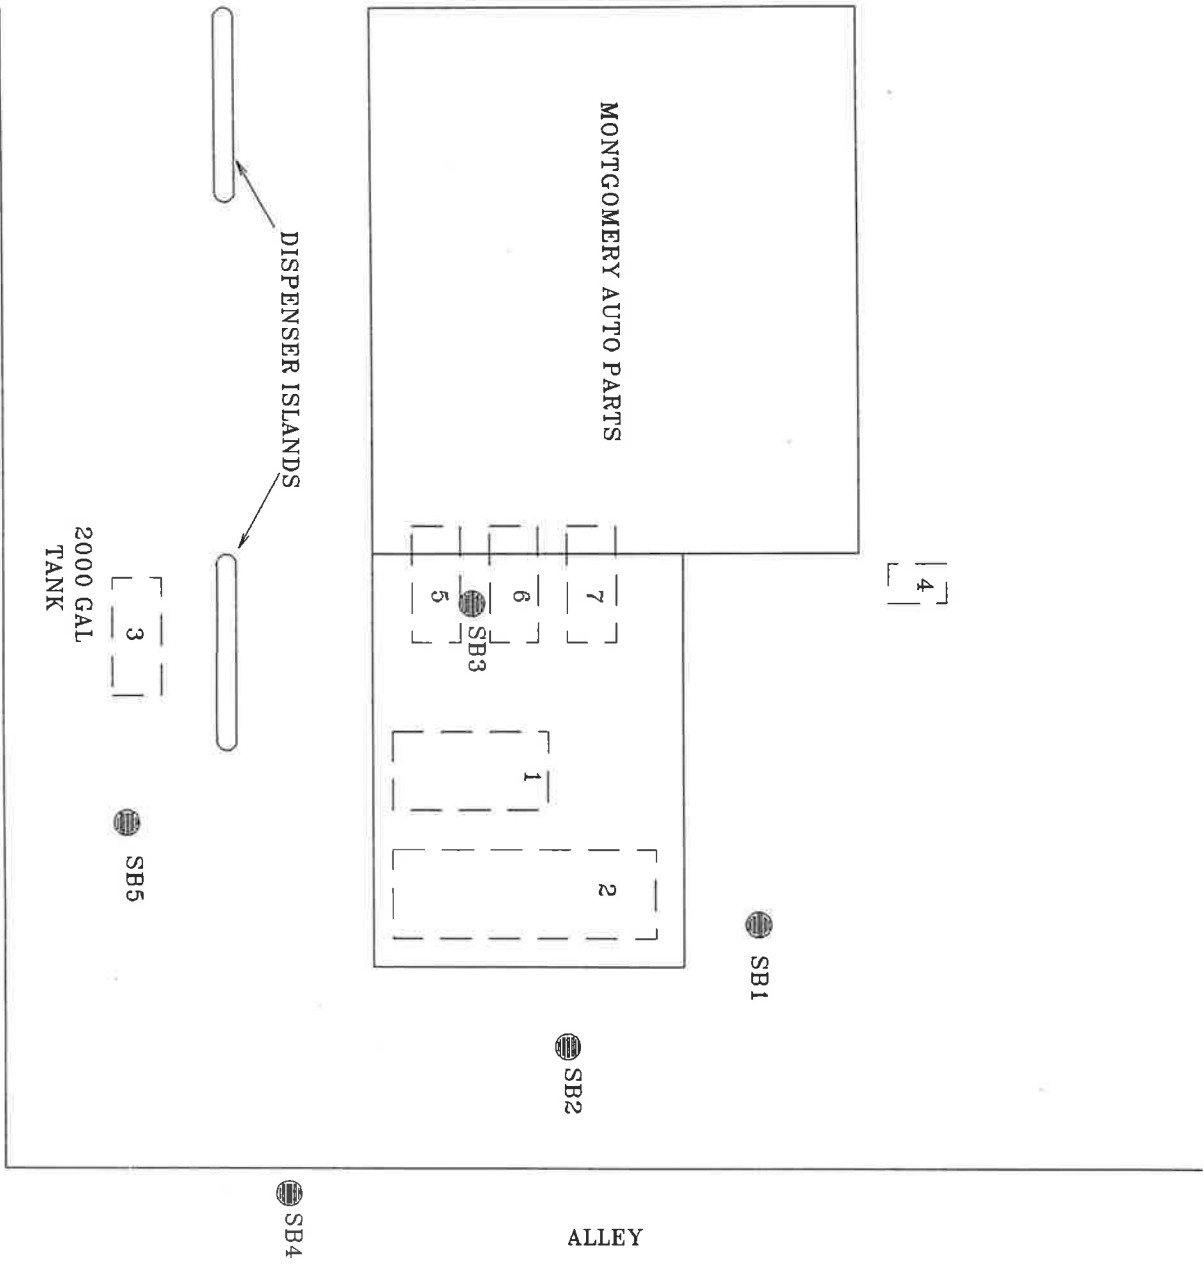 MONTGOMERY AUTO PARTS
DISPENSER ISLANDS
2000 GAL
TANK
3
4
7
6
5
SB3
1
2
SB5
SB1
SB2
SB4
ALLEY